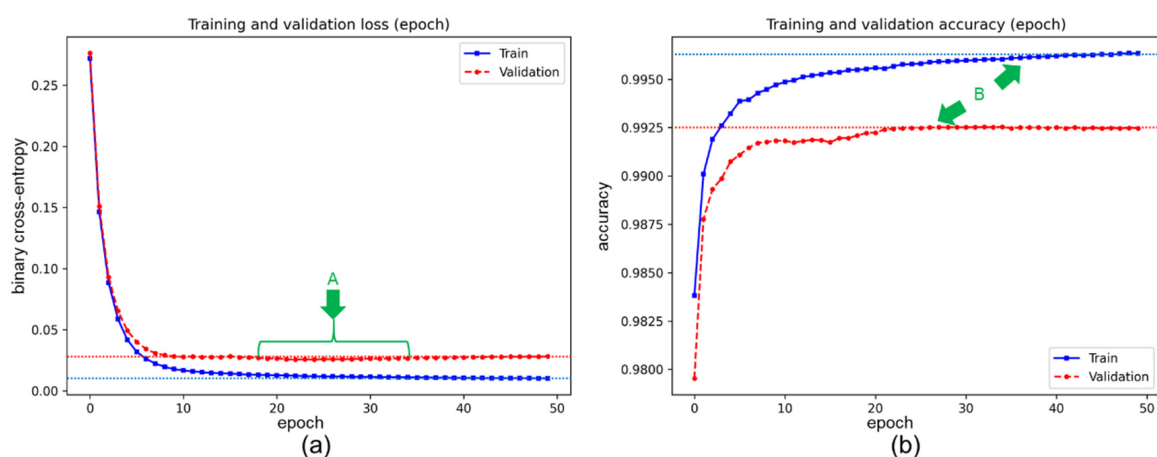 Training and validation loss (epoch)
Train
Validation
0.25
0.20
0.15
0.10
0.05
0.00
binary cross-entropy
A
0 10 20 30 40 50
epoch
(a)
Training and validation accuracy (epoch)
0.9950
0.9925
0.9900
0.9875
0.9850
0.9825
0.9800
accuracy
B
Train
Validation
0 10 20 30 40 50
epoch
(b)